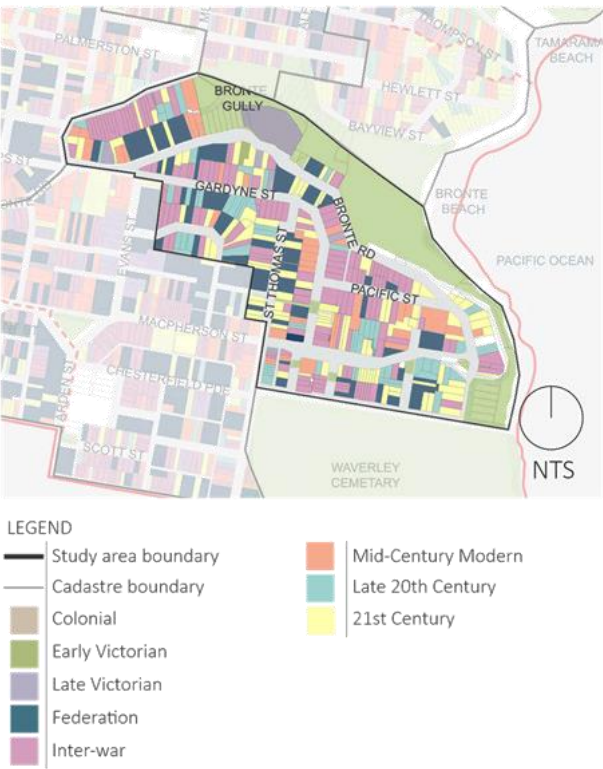 PALMERSTON ST
THOMPSON ST
TAMARAMA
BEACH
HEWLETT ST
BRONTE
GULLY
BAYVIEW ST
BRONTE
BEACH
GARDYNE ST
BRONTE RD
EVANS ST
ST THOMAS ST
PACIFIC ST
PACIFIC OCEAN
MACPHERSON ST
CHESTERFIELD PDE
ARDEN ST
SCOTT ST
WAVERLEY
CEMETARY
NTS
LEGEND
Study area boundary
Cadastre boundary
Colonial
Early Victorian
Late Victorian
Federation
Inter-war
Mid-Century Modern
Late 20th Century
21st Century